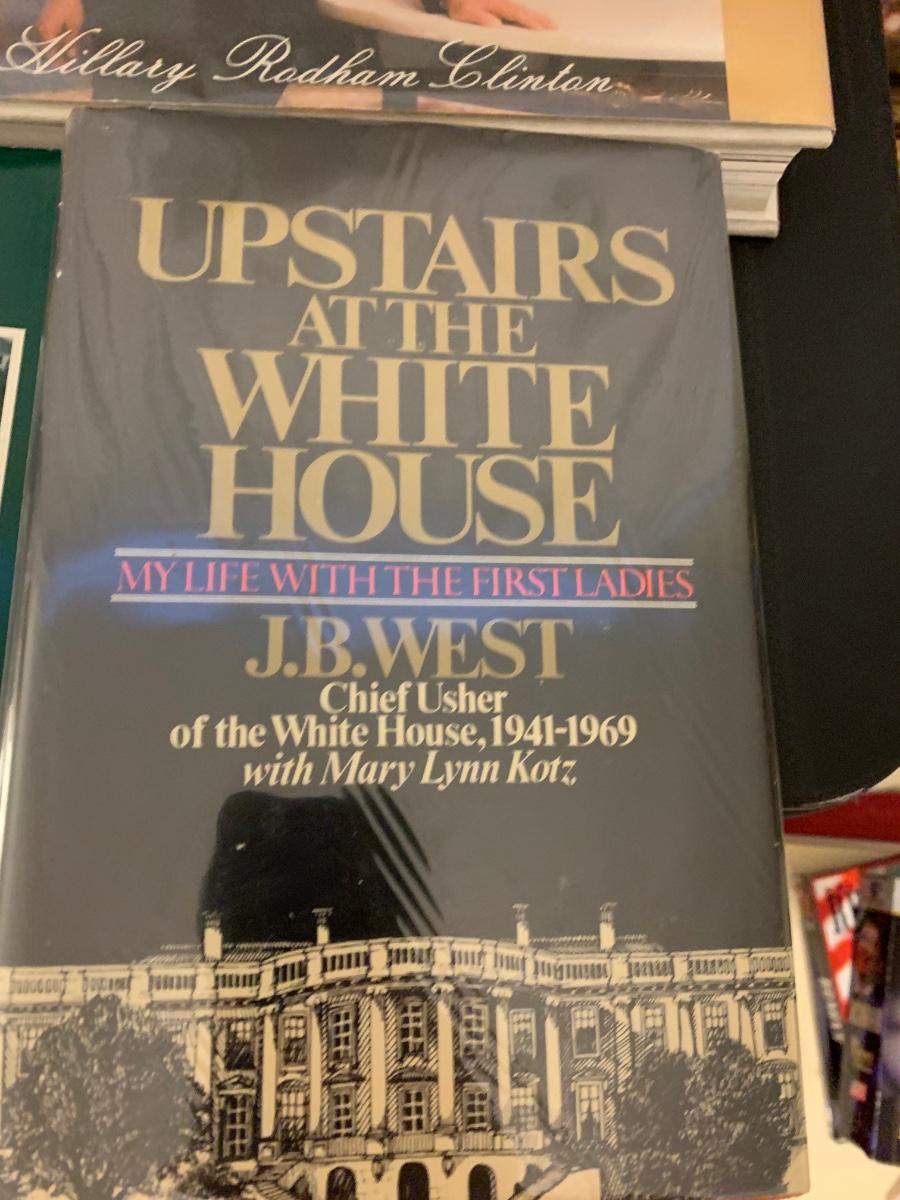 Hillary Rodham Clinton
UPSTAIRS
AT THE
WHITE
HOUSE
MY LIFE WITH THE FIRST LADIES
J.B.WEST
Chief Usher
of the White House, 1941-1969
with Mary Lynn Kotz